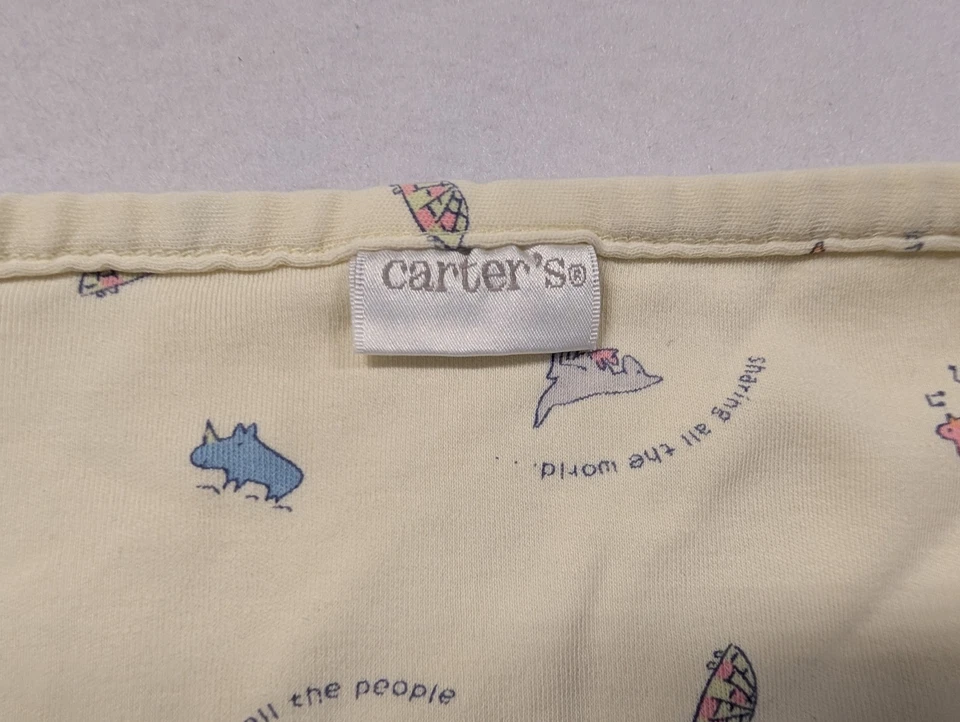 carter's®
sharing all the world.
all the people